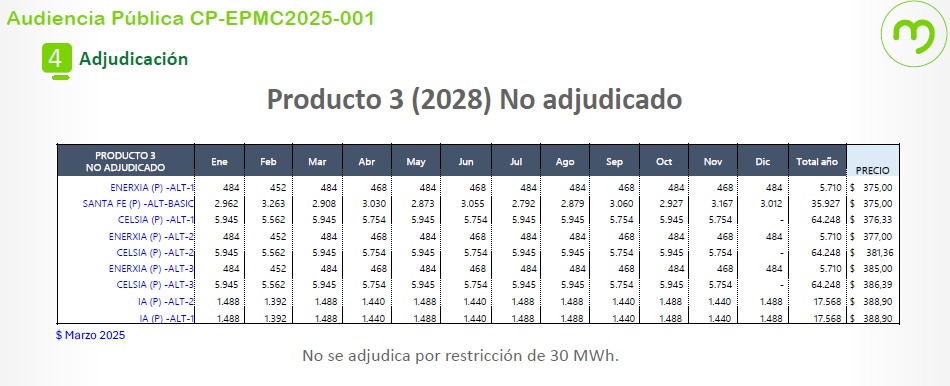 Audiencia Pública CP-EPMC2025-001
m
4 Adjudicación
Producto 3 (2028) No adjudicado
PRODUCTO 3 NO ADJUDICADO Ene Feb Mar Abr May Jun Jul Ago Sep Oct Nov Dic Total año PRECIO
ENERXIA (P) -ALT-1 484 452 484 468 484 468 484 484 468 484 468 484 5.710 $ 375,00
SANTA FE (P) -ALT-BASIC 2.962 3.263 2.908 3.030 2.873 3.055 2.792 2.879 3.060 2.927 3.167 3.012 35.927 $ 375,00
CELSIA (P) -ALT-1 5.945 5.562 5.945 5.754 5.945 5.754 5.945 5.945 5.754 5.945 5.754 - 64.248 $ 376,33
ENERXIA (P) -ALT-2 484 452 484 468 484 468 484 484 468 484 468 484 5.710 $ 377,00
CELSIA (P) -ALT-2 5.945 5.562 5.945 5.754 5.945 5.754 5.945 5.945 5.754 5.945 5.754 - 64.248 $ 381,36
ENERXIA (P) -ALT-3 484 452 484 468 484 468 484 484 468 484 468 484 5.710 $ 385,00
CELSIA (P) -ALT-3 5.945 5.562 5.945 5.754 5.945 5.754 5.945 5.945 5.754 5.945 5.754 - 64.248 $ 386,39
IA (P) -ALT-2 1.488 1.392 1.488 1.440 1.488 1.440 1.488 1.488 1.440 1.488 1.440 1.488 17.568 $ 388,90
IA (P) -ALT-1 1.488 1.392 1.488 1.440 1.488 1.440 1.488 1.488 1.440 1.488 1.440 1.488 17.568 $ 388,90
$ Marzo 2025
No se adjudica por restricción de 30 MWh.